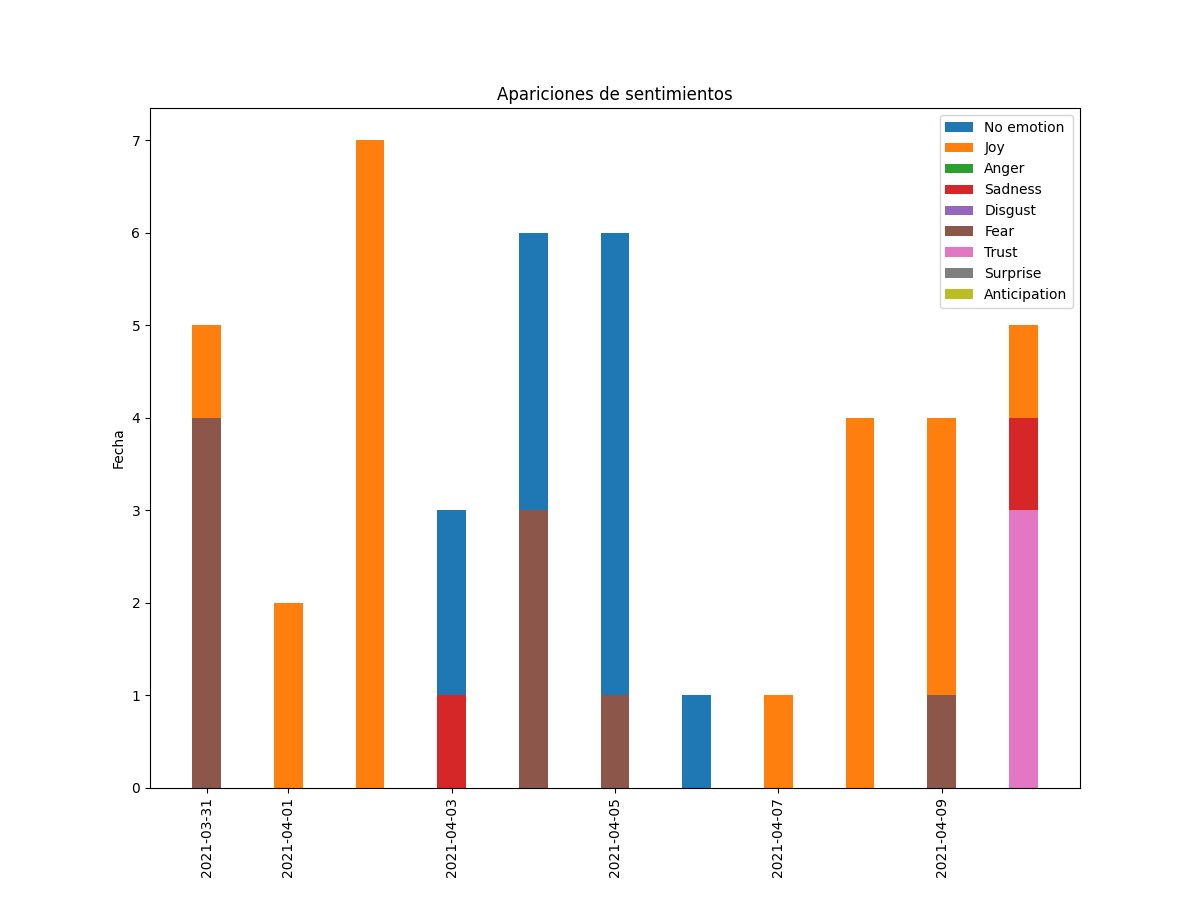 Apariciones de sentimientos
No emotion
Joy
Anger
Sadness
Disgust
Fear
Trust
Surprise
Anticipation
Fecha
7
6
5
4
3
2
1
0
2021-03-31
2021-04-01
2021-04-03
2021-04-05
2021-04-07
2021-04-09